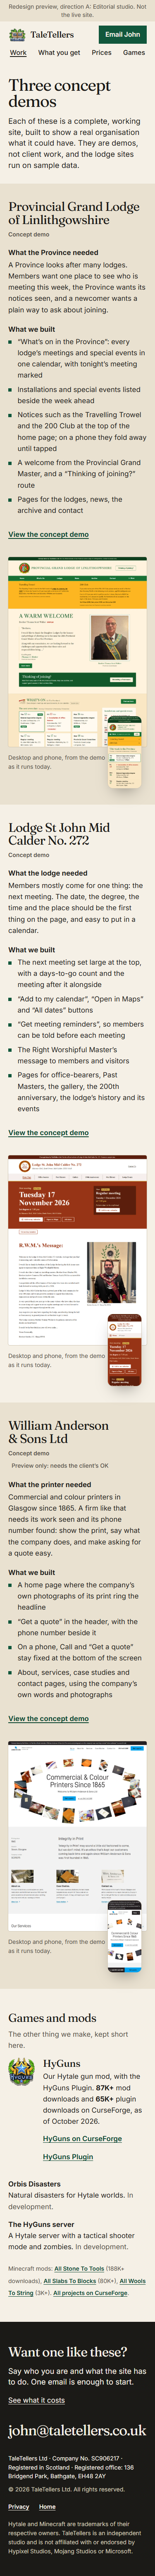 Redesign preview, direction A: Editorial studio. Not
the live site.
TaleTellers
Email John
Work
What you get
Prices
Games
Three concept
demos
Each of these is a complete, working
site, built to show a real organisation
what it could have. They are demos,
not client work, and the lodge sites
run on sample data.
Provincial Grand Lodge
of Linlithgowshire
Concept demo
What the Province needed
A Province looks after many lodges.
Members want one place to see who is
meeting this week, the Province wants its
notices seen, and a newcomer wants a
plain way to ask about joining.
What we built
“What’s on in the Province”: every
lodge’s meetings and special events in
one calendar, with tonight’s meeting
marked
Installations and special events listed
beside the week ahead
Notices such as the Travelling Trowel
and the 200 Club at the top of the
home page; on a phone they fold away
until tapped
A welcome from the Provincial Grand
Master, and a “Thinking of joining?”
route
Pages for the lodges, news, the
archive and contact
View the concept demo
A WARM WELCOME
Thinking of joining?
Desktop and phone, from the demo
as it runs today.
Lodge St John Mid
Calder No. 272
Concept demo
What the lodge needed
Members mostly come for one thing: the
next meeting. The date, the degree, the
time and the place should be the first
thing on the page, and easy to put in a
calendar.
What we built
The next meeting set large at the top,
with a days-to-go count and the
meeting after it alongside
“Add to my calendar”, “Open in Maps”
and “All dates” buttons
“Get meeting reminders”, so members
can be told before each meeting
The Right Worshipful Master’s
message to members and visitors
Pages for office-bearers, Past
Masters, the gallery, the 200th
anniversary, the lodge’s history and its
events
View the concept demo
Tuesday 17
November 2026
R.W.M.'s Message:
Desktop and phone, from the demo
as it runs today.
William Anderson
& Sons Ltd
Concept demo
Preview only: needs the client’s OK
What the printer needed
Commercial and colour printers in
Glasgow since 1865. A firm like that
needs its work seen and its phone
number found: show the print, say what
the company does, and make asking for
a quote easy.
What we built
A home page where the company’s
own photographs of its print ring the
headline
“Get a quote” in the header, with the
phone number beside it
On a phone, Call and “Get a quote”
stay fixed at the bottom of the screen
About, services, case studies and
contact pages, using the company’s
own words and photographs
View the concept demo
Commercial & Colour
Printers Since 1865
Integrity in Print
Our Services
Desktop and phone, from the demo
as it runs today.
Games and mods
The other thing we make, kept short
here.
HyGuns
Our Hytale gun mod, with the
HyGuns Plugin. 87K+ mod
downloads and 65K+ plugin
downloads on CurseForge, as
of October 2026.
HyGuns on CurseForge
HyGuns Plugin
Orbis Disasters
Natural disasters for Hytale worlds. In
development.
The HyGuns server
A Hytale server with a tactical shooter
mode and zombies. In development.
Minecraft mods: All Stone To Tools (188K+
downloads), All Slabs To Blocks (80K+), All Wools
To String (3K+). All projects on CurseForge.
Want one like these?
Say who you are and what the site has
to do. One email is enough to start.
See what it costs
john@taletellers.co.uk
TaleTellers Ltd · Company No. SC906217 ·
Registered in Scotland · Registered office: 136
Bridgend Park, Bathgate, EH48 2AY
© 2026 TaleTellers Ltd. All rights reserved.
Privacy
Home
Hytale and Minecraft are trademarks of their
respective owners. TaleTellers is an independent
studio and is not affiliated with or endorsed by
Hypixel Studios, Mojang Studios or Microsoft.